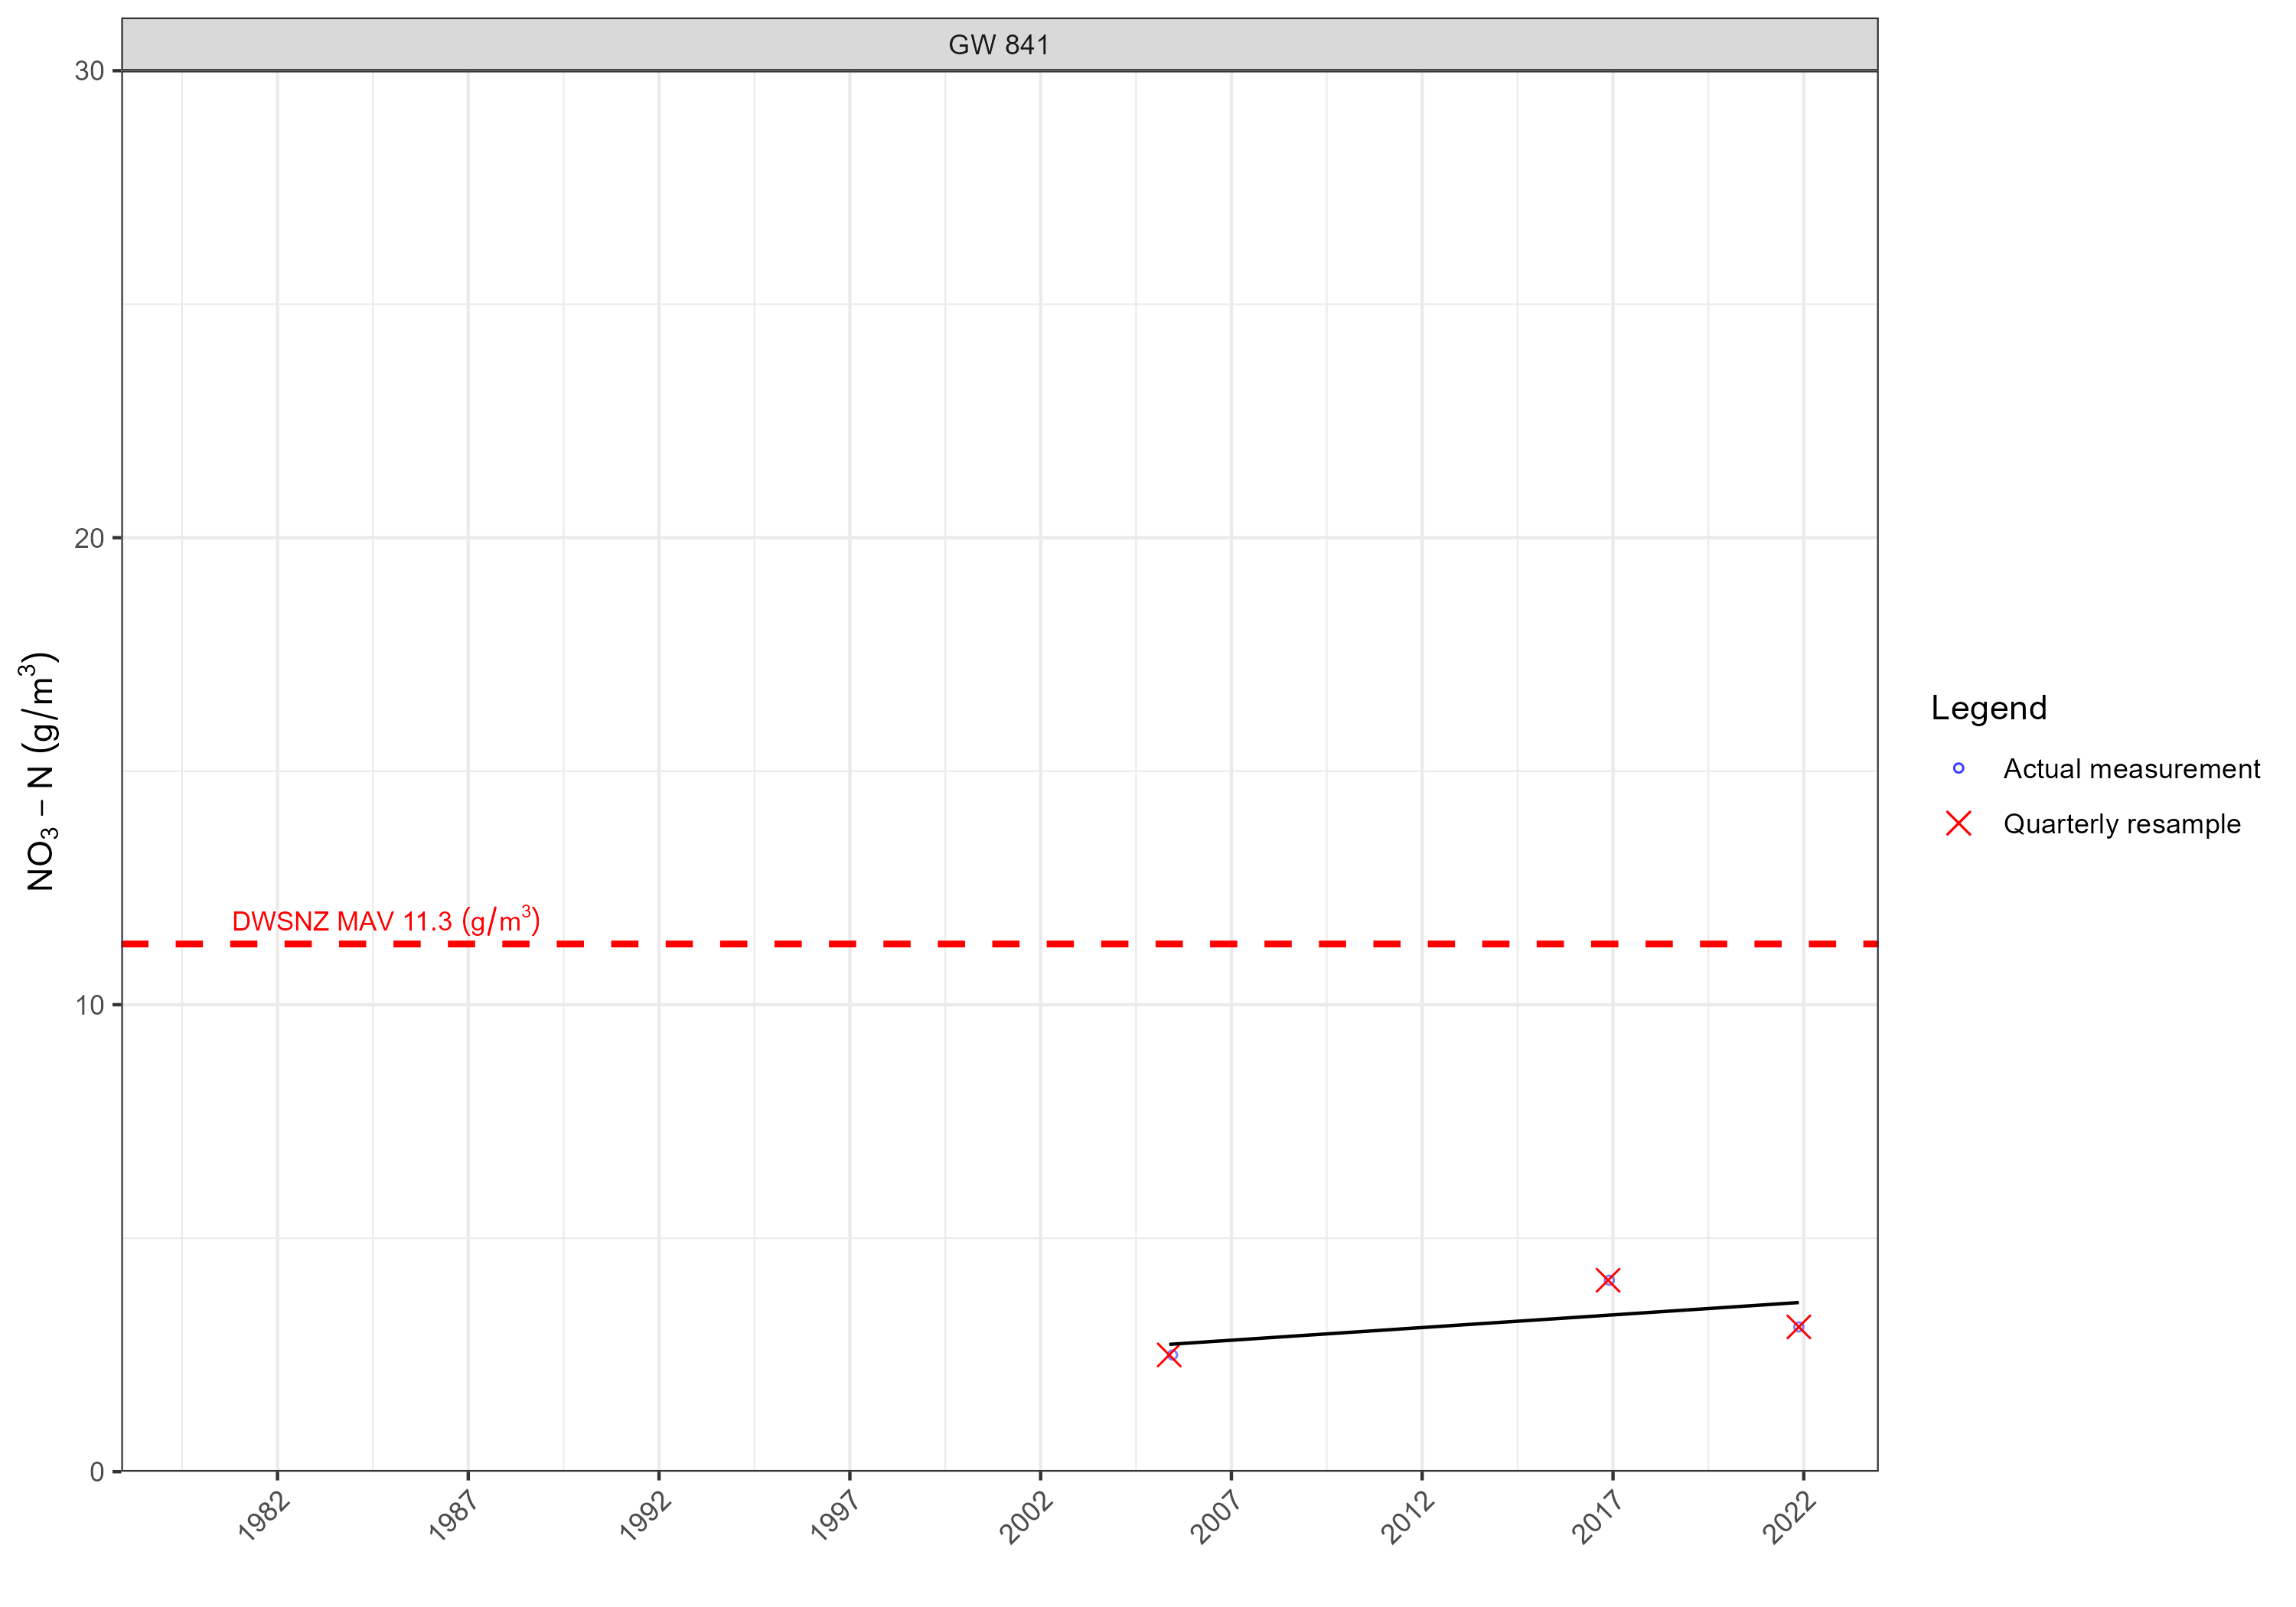 GW 841
30
20
10
0
NO₃ – N (g/m³)
DWSNZ MAV 11.3 (g/m³)
1982
1987
1992
1997
2002
2007
2012
2017
2022
Legend
Actual measurement
Quarterly resample